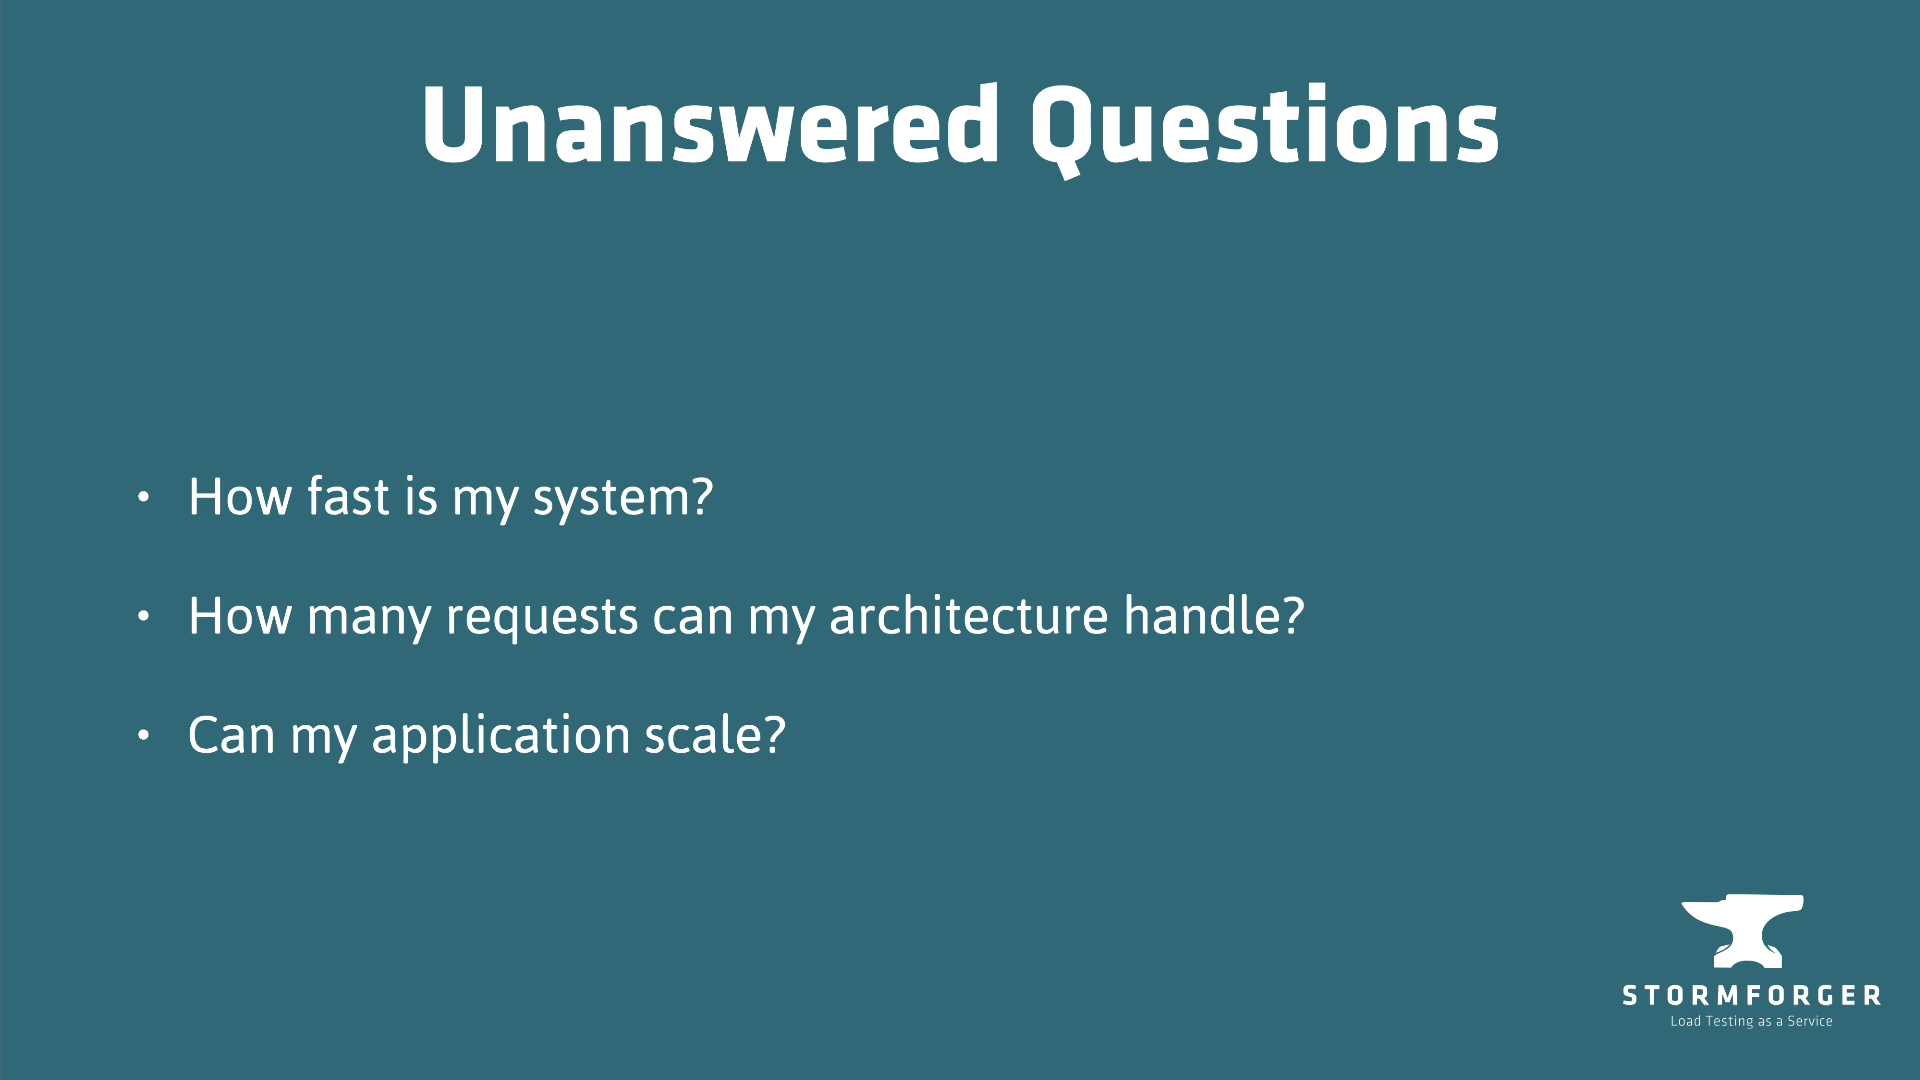 Unanswered Questions
• How fast is my system?
• How many requests can my architecture handle?
• Can my application scale?
STORMFORGER
Load Testing as a Service